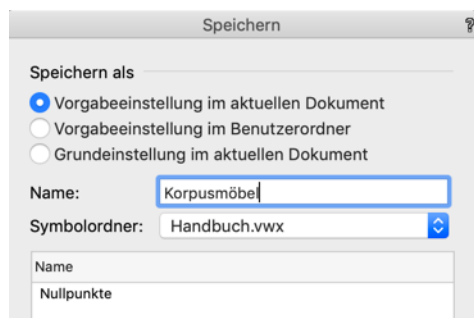 Speichern
?
Speichern als
Vorgabeeinstellung im aktuellen Dokument
Vorgabeeinstellung im Benutzerordner
Grundeinstellung im aktuellen Dokument
Name: Korpusmöbel
Symbolordner: Handbuch.vwx
Name
Nullpunkte